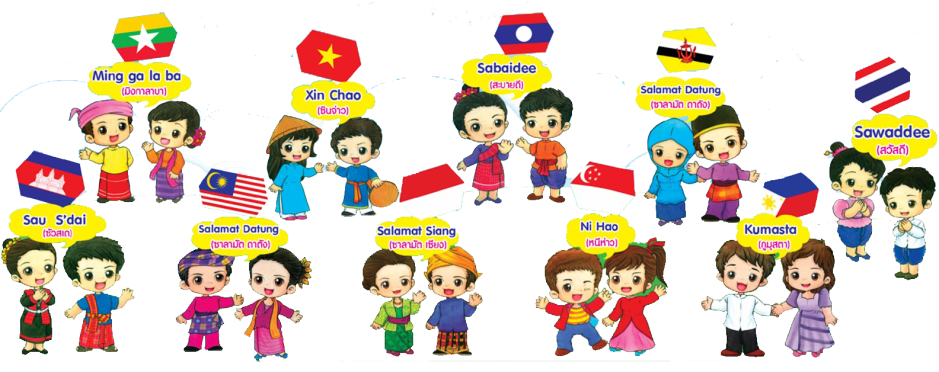 Ming ga la ba
(มิงกาลาบา)
Xin Chao
(ซินจ่าว)
Sabaidee
(สะบายดี)
Salamat Datung
(ซาลามัต ดาตัง)
Sawaddee
(สวัสดี)
Sau S'dai
(ซัวสเด)
Salamat Datung
(ซาลามัต ดาตัง)
Salamat Siang
(ซาลามัต เซียง)
Ni Hao
(หนีห่าว)
Kumasta
(กูมุสตา)